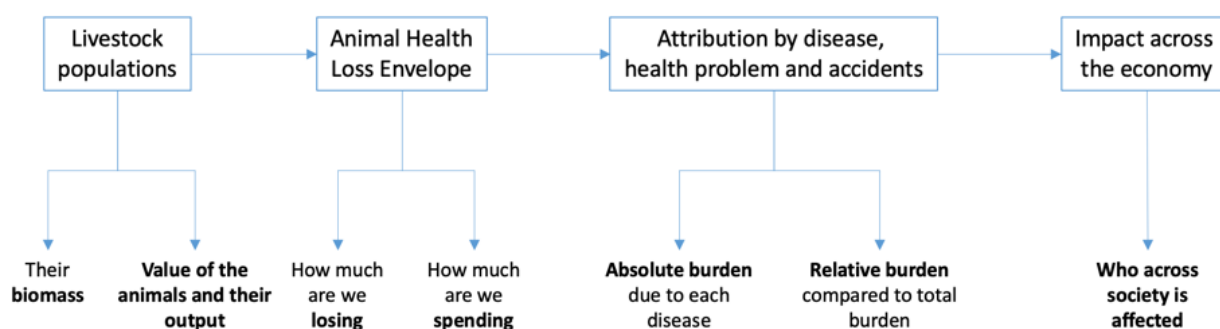 Livestock
populations
Animal Health
Loss Envelope
Attribution by disease,
health problem and accidents
Impact across
the economy
Their
biomass
Value of the
animals and their
output
How much
are we
losing
How much
are we
spending
Absolute burden
due to each
disease
Relative burden
compared to total
burden
Who across
society is
affected